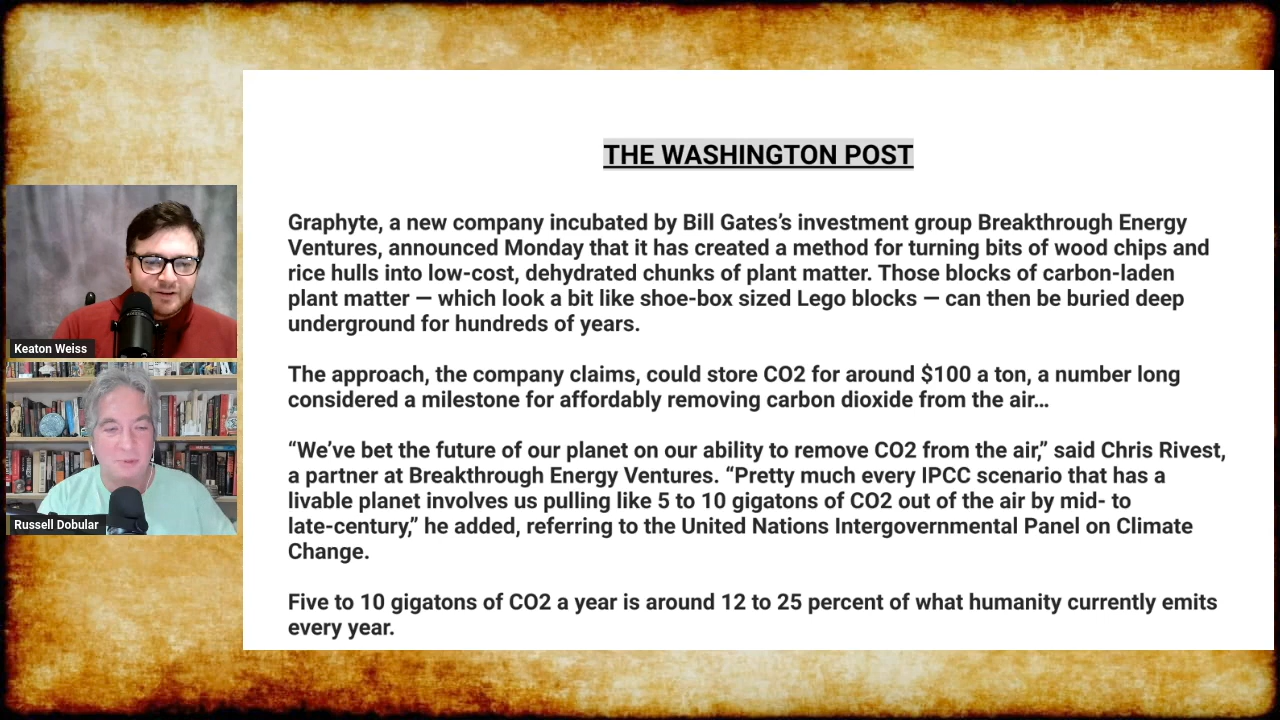 THE WASHINGTON POST
Graphyte, a new company incubated by Bill Gates’s investment group Breakthrough Energy
Ventures, announced Monday that it has created a method for turning bits of wood chips and
rice hulls into low-cost, dehydrated chunks of plant matter. Those blocks of carbon-laden
plant matter — which look a bit like shoe-box sized Lego blocks — can then be buried deep
underground for hundreds of years.
The approach, the company claims, could store CO2 for around $100 a ton, a number long
considered a milestone for affordably removing carbon dioxide from the air…
“We’ve bet the future of our planet on our ability to remove CO2 from the air,” said Chris Rivest,
a partner at Breakthrough Energy Ventures. “Pretty much every IPCC scenario that has a
livable planet involves us pulling like 5 to 10 gigatons of CO2 out of the air by mid- to
late-century,” he added, referring to the United Nations Intergovernmental Panel on Climate
Change.
Five to 10 gigatons of CO2 a year is around 12 to 25 percent of what humanity currently emits
every year.
Keaton Weiss
Russell Dobular